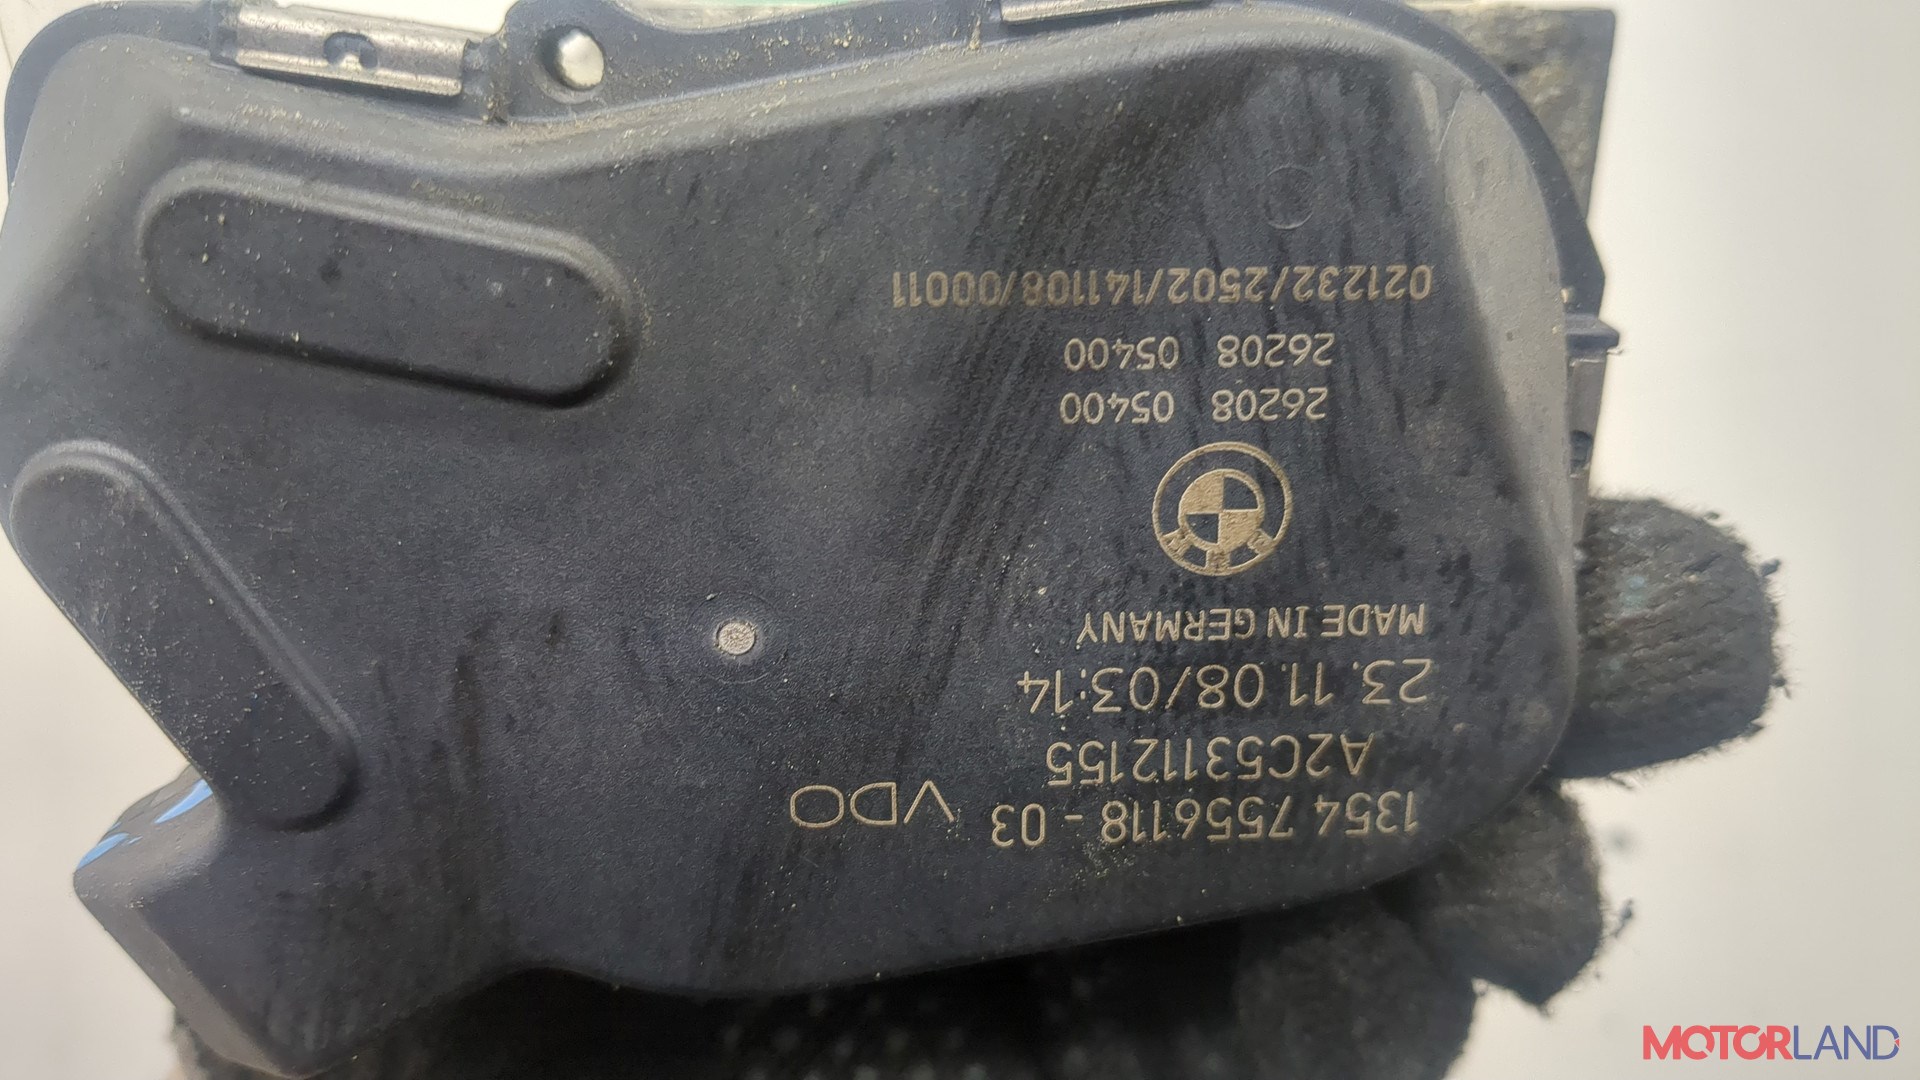 1354 7556118 - 03 VDO
A2C53112155
23.11.08/03:14
MADE IN GERMANY
26208 05400
26208 05400
021232/2502/141108/00011
MOTORLAND